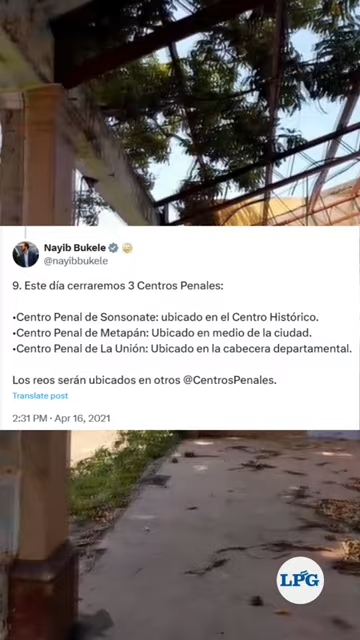 Nayib Bukele
@nayibbukele
9. Este día cerraremos 3 Centros Penales:
•Centro Penal de Sonsonate: ubicado en el Centro Histórico.
•Centro Penal de Metapán: Ubicado en medio de la ciudad.
•Centro Penal de La Unión: Ubicado en la cabecera departamental.
Los reos serán ubicados en otros @CentrosPenales.
Translate post
2:31 PM · Apr 16, 2021
LPG